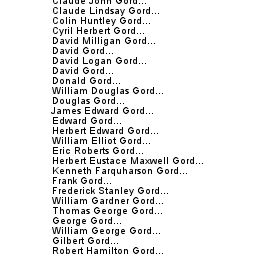 Claude John Gord...
Claude Lindsay Gord...
Colin Huntley Gord...
Cyril Herbert Gord...
David Milligan Gord...
David Gord...
David Logan Gord...
David Gord...
Donald Gord...
William Douglas Gord...
Douglas Gord...
James Edward Gord...
Edward Gord...
Herbert Edward Gord...
William Elliot Gord...
Eric Roberts Gord...
Herbert Eustace Maxwell Gord...
Kenneth Farquharson Gord...
Frank Gord...
Frederick Stanley Gord...
William Gardner Gord...
Thomas George Gord...
George Gord...
William George Gord...
Gilbert Gord...
Robert Hamilton Gord...